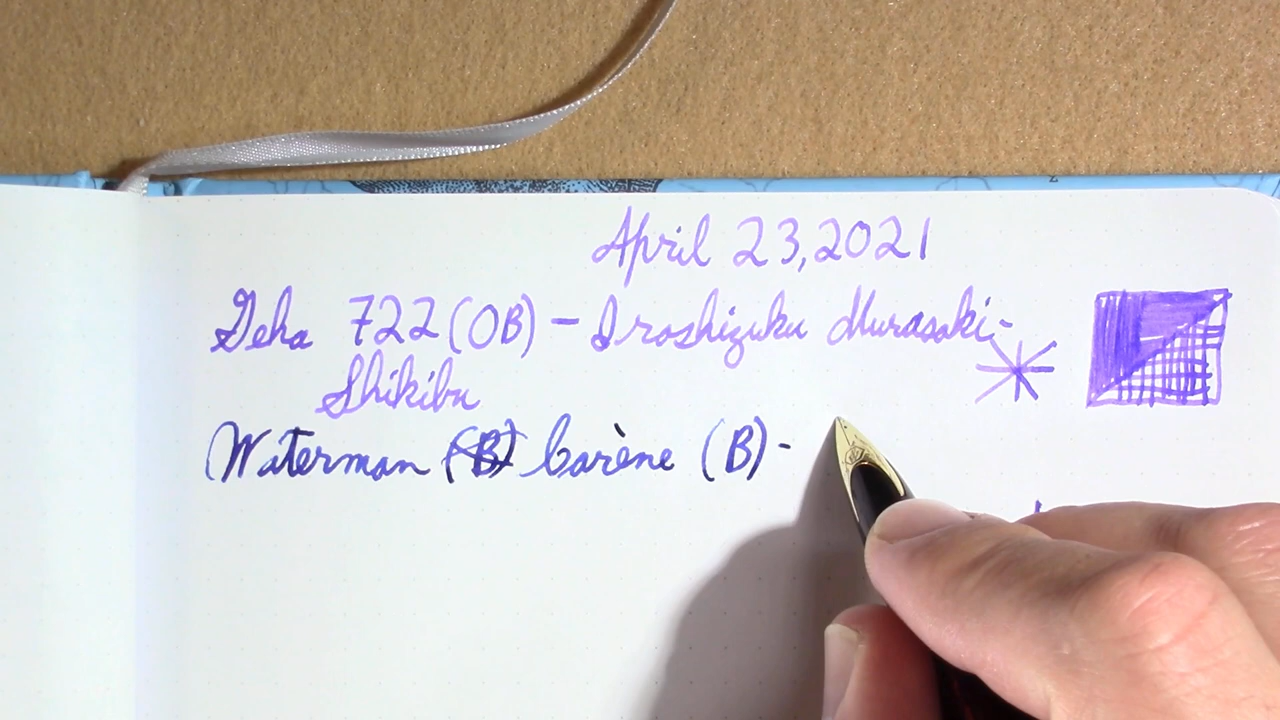 April 23, 2021
Geha 722 (OB) - Iroshizuku Murasaki-
Shikibu
Waterman (B) Carène (B) -